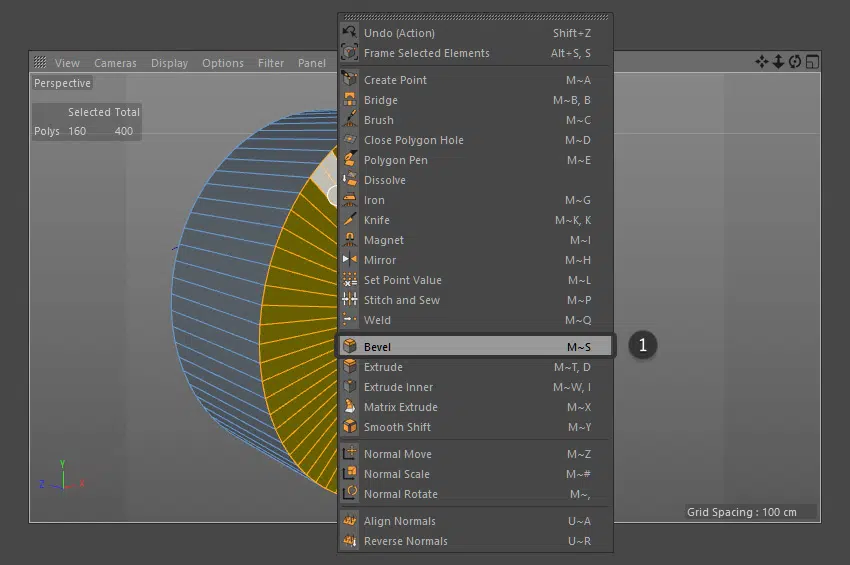 View Cameras Display Options Filter Panel
Perspective
Selected Total
Polys 160 400
Undo (Action) Shift+Z
Frame Selected Elements Alt+S, S
Create Point M~A
Bridge M~B, B
Brush M~C
Close Polygon Hole M~D
Polygon Pen M~E
Dissolve
Iron M~G
Knife M~K, K
Magnet M~I
Mirror M~H
Set Point Value M~L
Stitch and Sew M~P
Weld M~Q
Bevel M~S
1
Extrude M~T, D
Extrude Inner M~W, I
Matrix Extrude M~X
Smooth Shift M~Y
Normal Move M~Z
Normal Scale M~#
Normal Rotate M~,
Align Normals U~A
Reverse Normals U~R
Y
Z X
Grid Spacing : 100 cm